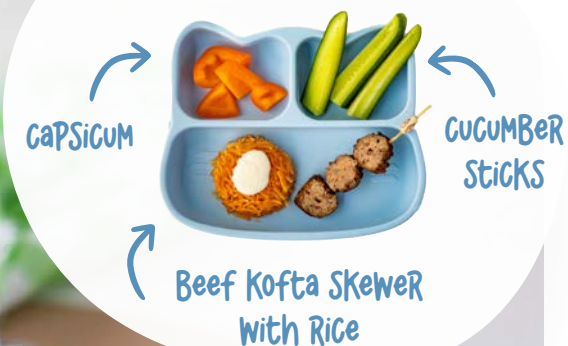 CaPSiCUM
CUCUMBeR
StiCKS
Beef Kofta SKeweR
with Rice